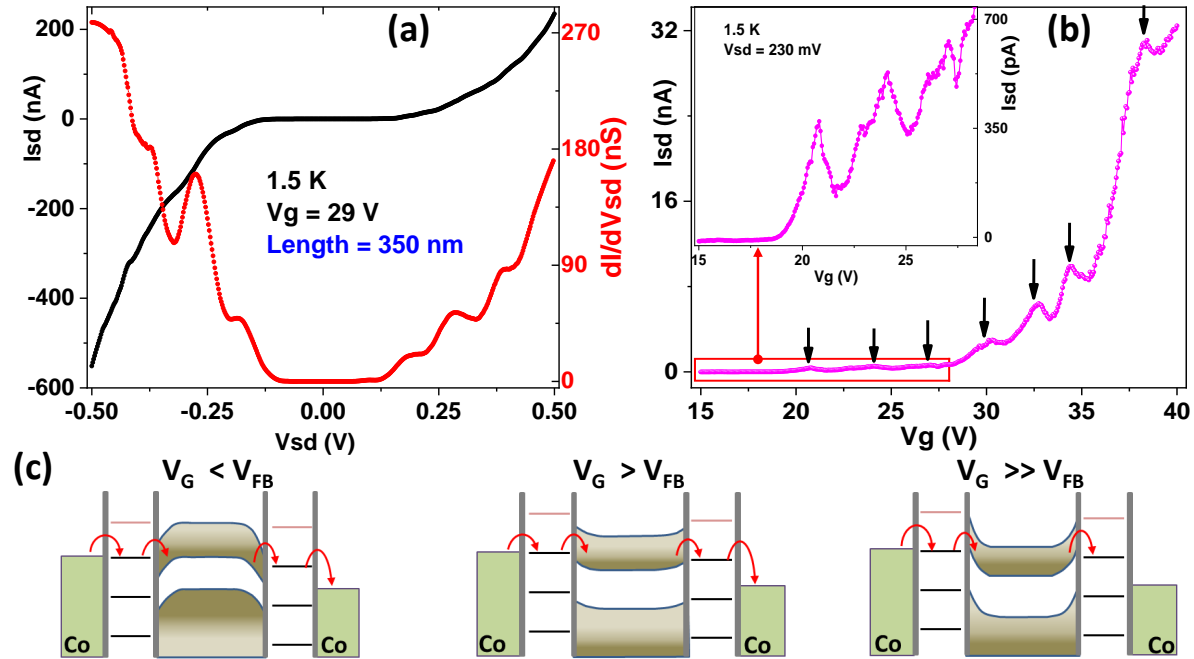 (a)
200
0
-200
-400
-600
Isd (nA)
270
180
90
0
dI/dVsd (nS)
1.5 K
Vg = 29 V
Length = 350 nm
-0.50
-0.25
0.00
0.25
0.50
Vsd (V)
(b)
32
16
0
Isd (nA)
1.5 K
Vsd = 230 mV
700
350
0
Isd (pA)
15
20
25
Vg (V)
15
20
25
30
35
40
Vg (V)
(c)
VG < VFB
VG > VFB
VG >> VFB
Co
Co
Co
Co
Co
Co